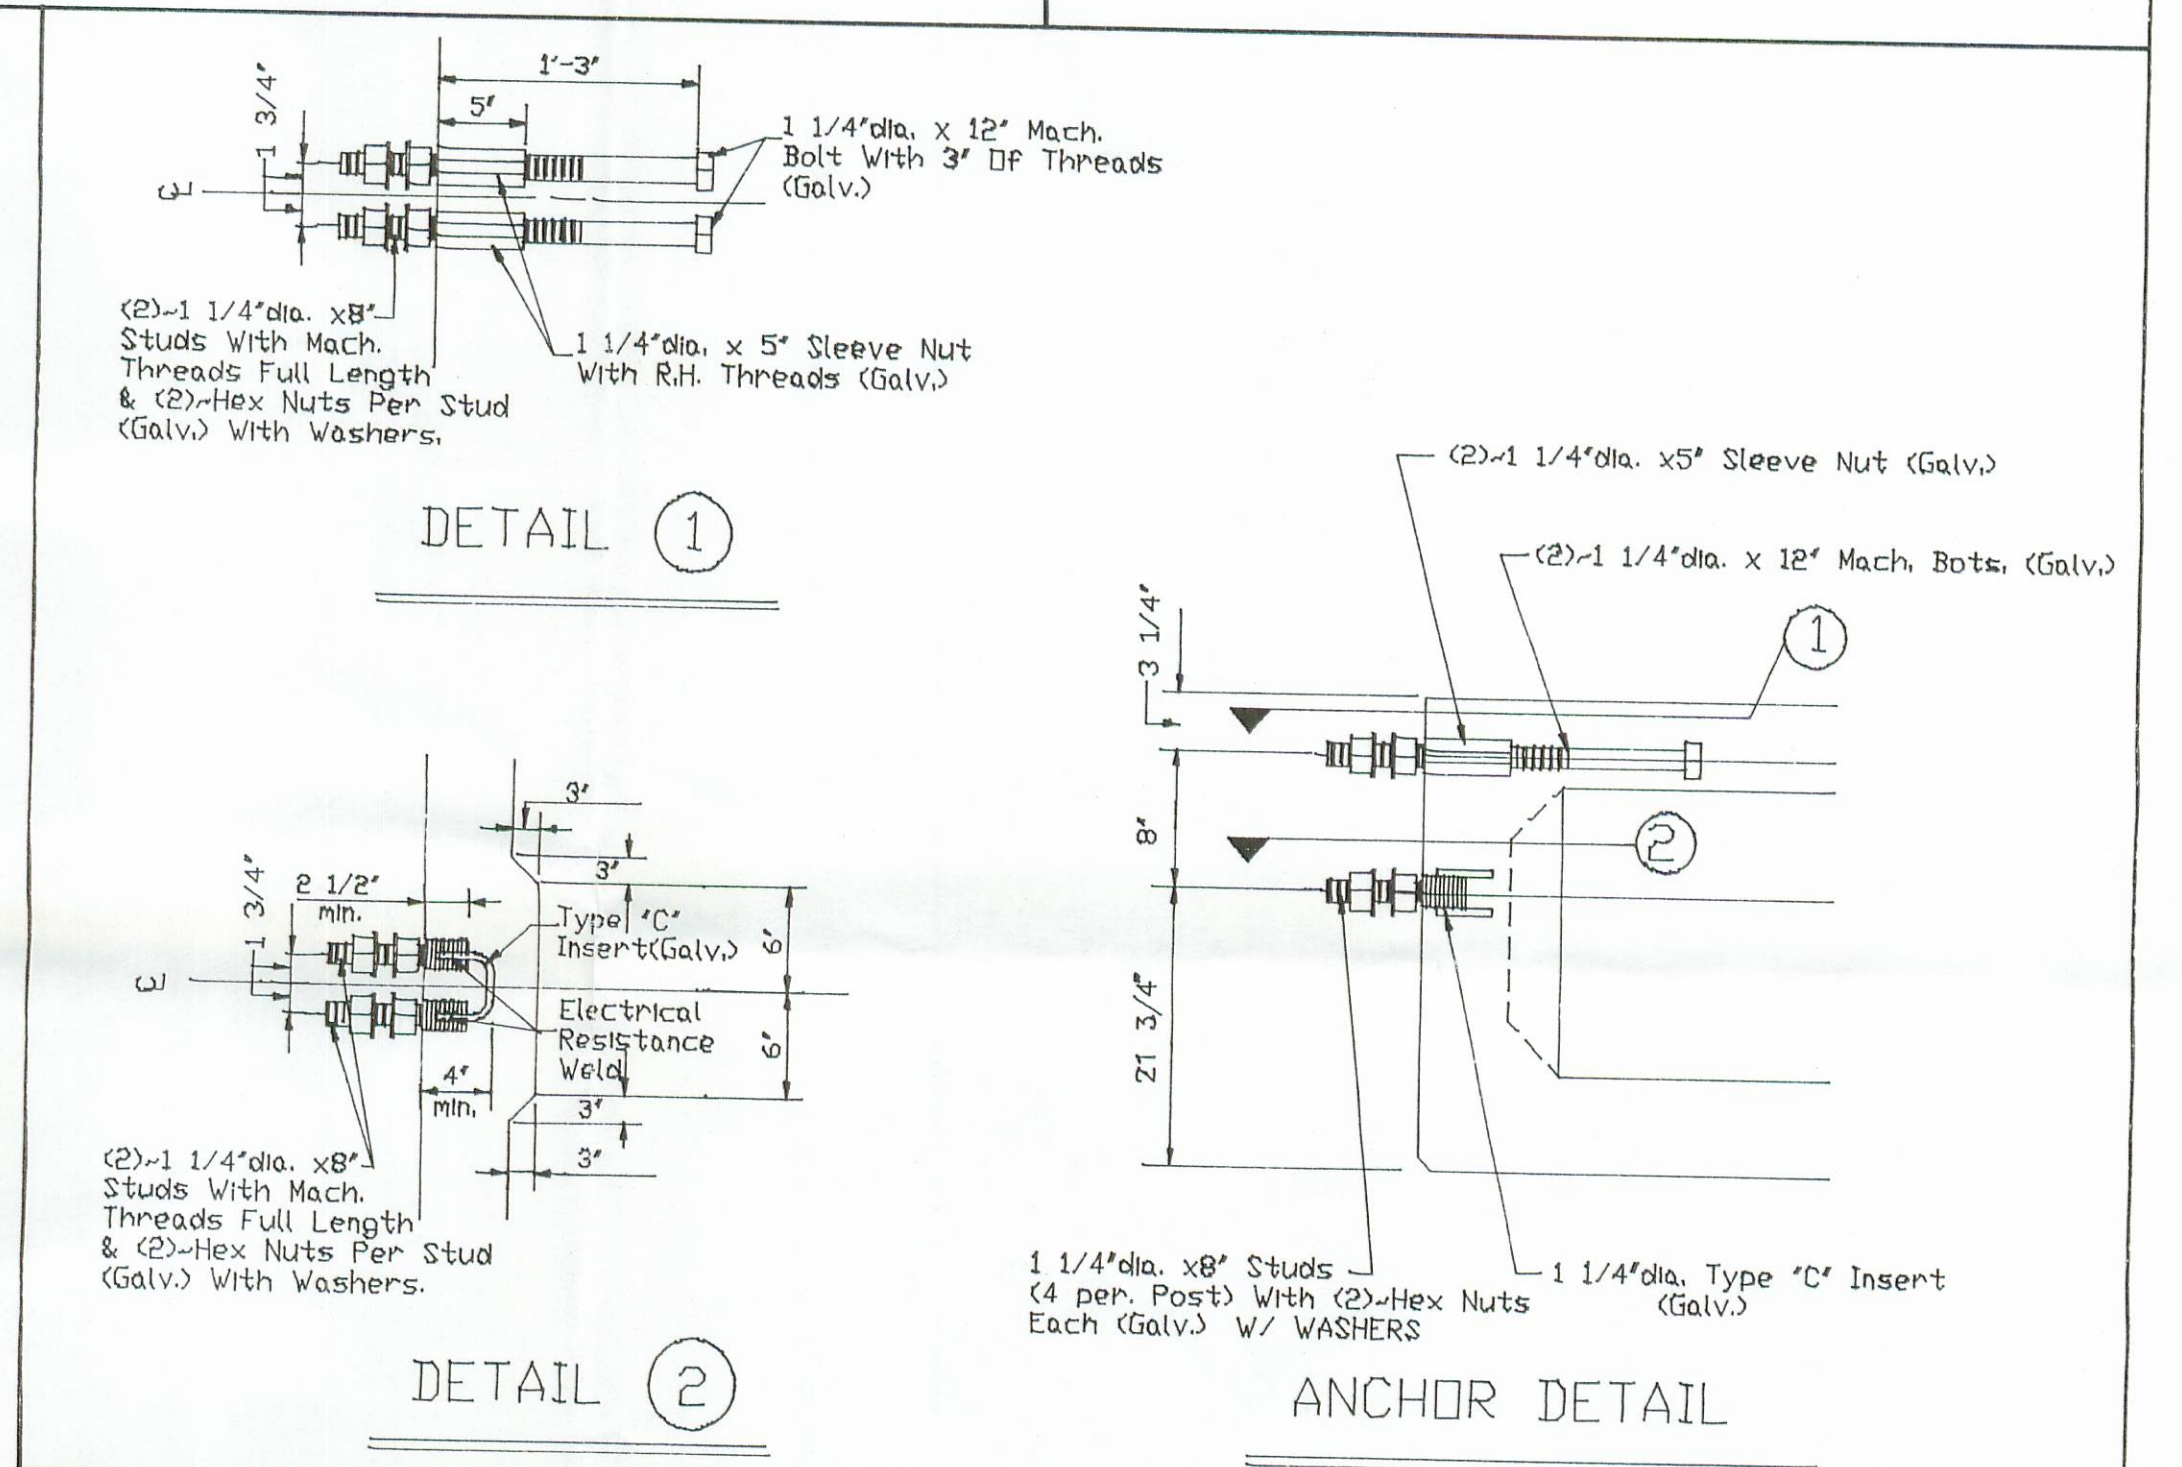 1'-3"
5"
1 3/4"
1 1/4"dia. x 12" Mach.
Bolt With 3" Of Threads
(Galv.)
(2)~1 1/4"dia. x8"
Studs With Mach.
Threads Full Length
& (2)~Hex Nuts Per Stud
(Galv.) With Washers.
1 1/4"dia. x 5" Sleeve Nut
With R.H. Threads (Galv.)
DETAIL 1
(2)~1 1/4"dia. x5" Sleeve Nut (Galv.)
(2)~1 1/4"dia. x 12" Mach. Bots. (Galv.)
1
3 1/4"
8"
2
21 3/4"
1 1/4"dia. x8" Studs
(4 per. Post) With (2)~Hex Nuts
Each (Galv.) W/ WASHERS
1 1/4"dia. Type "C" Insert
(Galv.)
ANCHOR DETAIL
3"
3"
1 3/4"
2 1/2"
min.
Type "C"
Insert(Galv.)
6"
Electrical
Resistance
Weld
6"
4"
min.
3"
3"
(2)~1 1/4"dia. x8"
Studs With Mach.
Threads Full Length
& (2)~Hex Nuts Per Stud
(Galv.) With Washers.
DETAIL 2